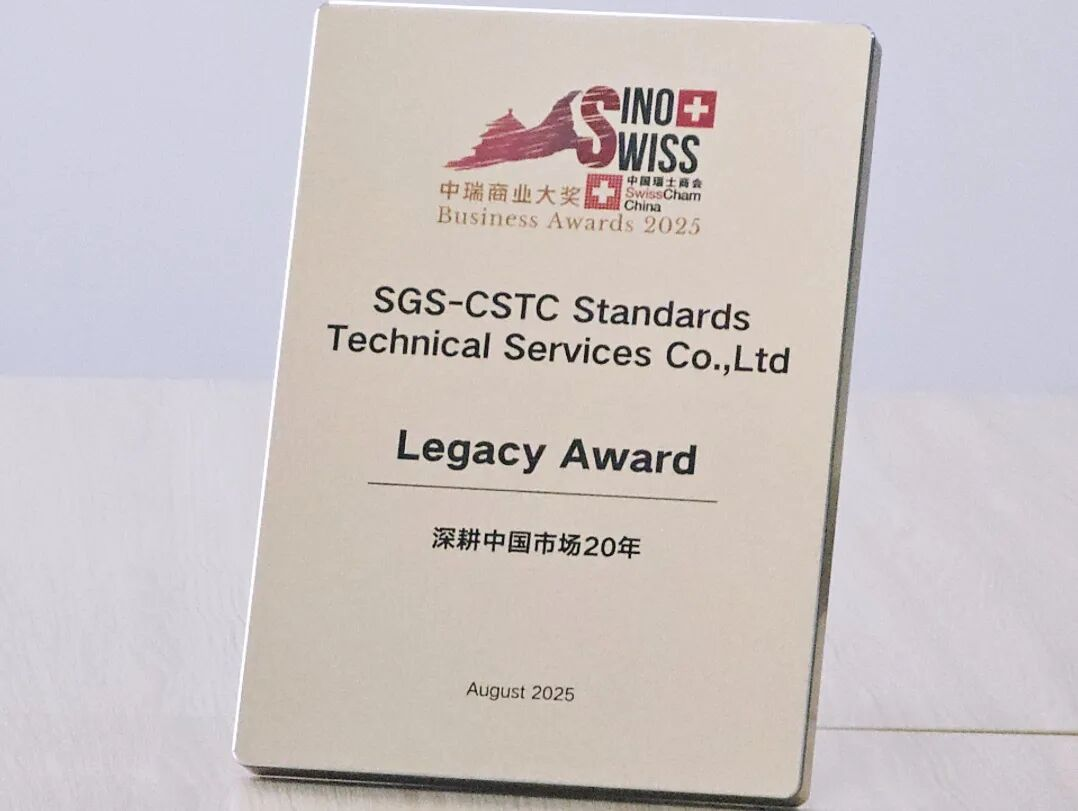 SINO
SWISS
中瑞商业大奖
中国瑞士商会
SwissCham
China
Business Awards 2025
SGS-CSTC Standards
Technical Services Co.,Ltd
Legacy Award
深耕中国市场20年
August 2025